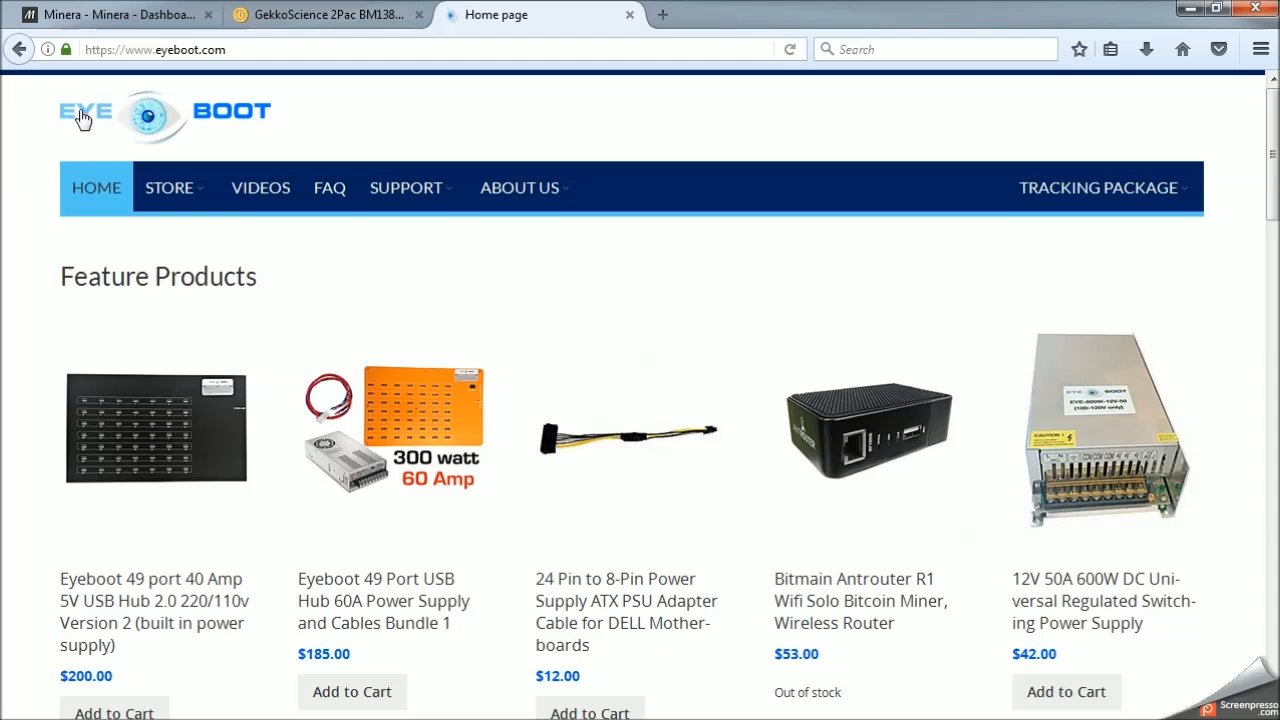 Minera - Minera - Dashboa...
GekkoScience 2Pac BM138...
Home page
https://www.eyeboot.com
Search
EYE BOOT
HOME
STORE
VIDEOS
FAQ
SUPPORT
ABOUT US
TRACKING PACKAGE
Feature Products
300 watt
60 Amp
EYE BOOT
EYE-600W-12V-50
(100-120V only)
CAUTION
Eyeboot 49 port 40 Amp
5V USB Hub 2.0 220/110v
Version 2 (built in power
supply)
$200.00
Add to Cart
Eyeboot 49 Port USB
Hub 60A Power Supply
and Cables Bundle 1
$185.00
Add to Cart
24 Pin to 8-Pin Power
Supply ATX PSU Adapter
Cable for DELL Mother-
boards
$12.00
Add to Cart
Bitmain Antrouter R1
Wifi Solo Bitcoin Miner,
Wireless Router
$53.00
Out of stock
12V 50A 600W DC Uni-
versal Regulated Switch-
ing Power Supply
$42.00
Add to Cart
Screenpresso
.com